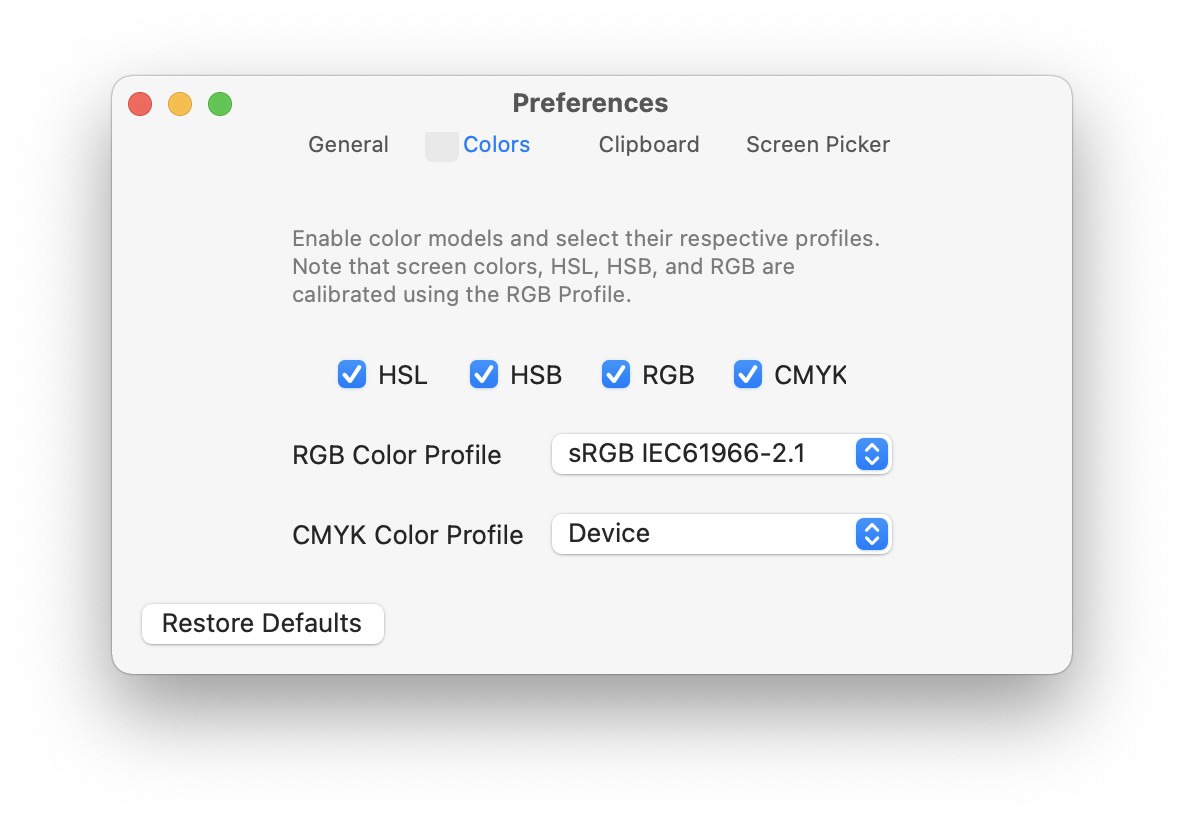 Preferences
General Colors Clipboard Screen Picker
Enable color models and select their respective profiles.
Note that screen colors, HSL, HSB, and RGB are
calibrated using the RGB Profile.
HSL HSB RGB CMYK
RGB Color Profile sRGB IEC61966-2.1
CMYK Color Profile Device
Restore Defaults